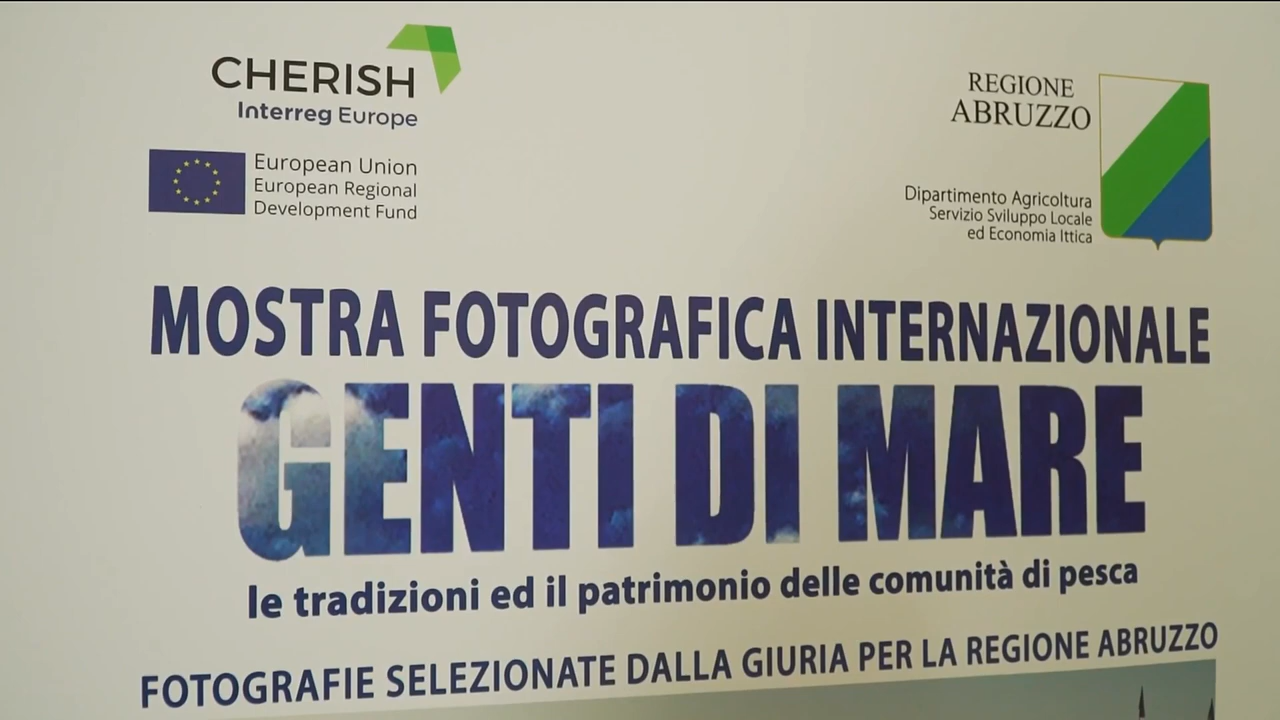 CHERISH
Interreg Europe
European Union
European Regional
Development Fund
REGIONE
ABRUZZO
Dipartimento Agricoltura
Servizio Sviluppo Locale
ed Economia Ittica
MOSTRA FOTOGRAFICA INTERNAZIONALE
GENTI DI MARE
le tradizioni ed il patrimonio delle comunità di pesca
FOTOGRAFIE SELEZIONATE DALLA GIURIA PER LA REGIONE ABRUZZO